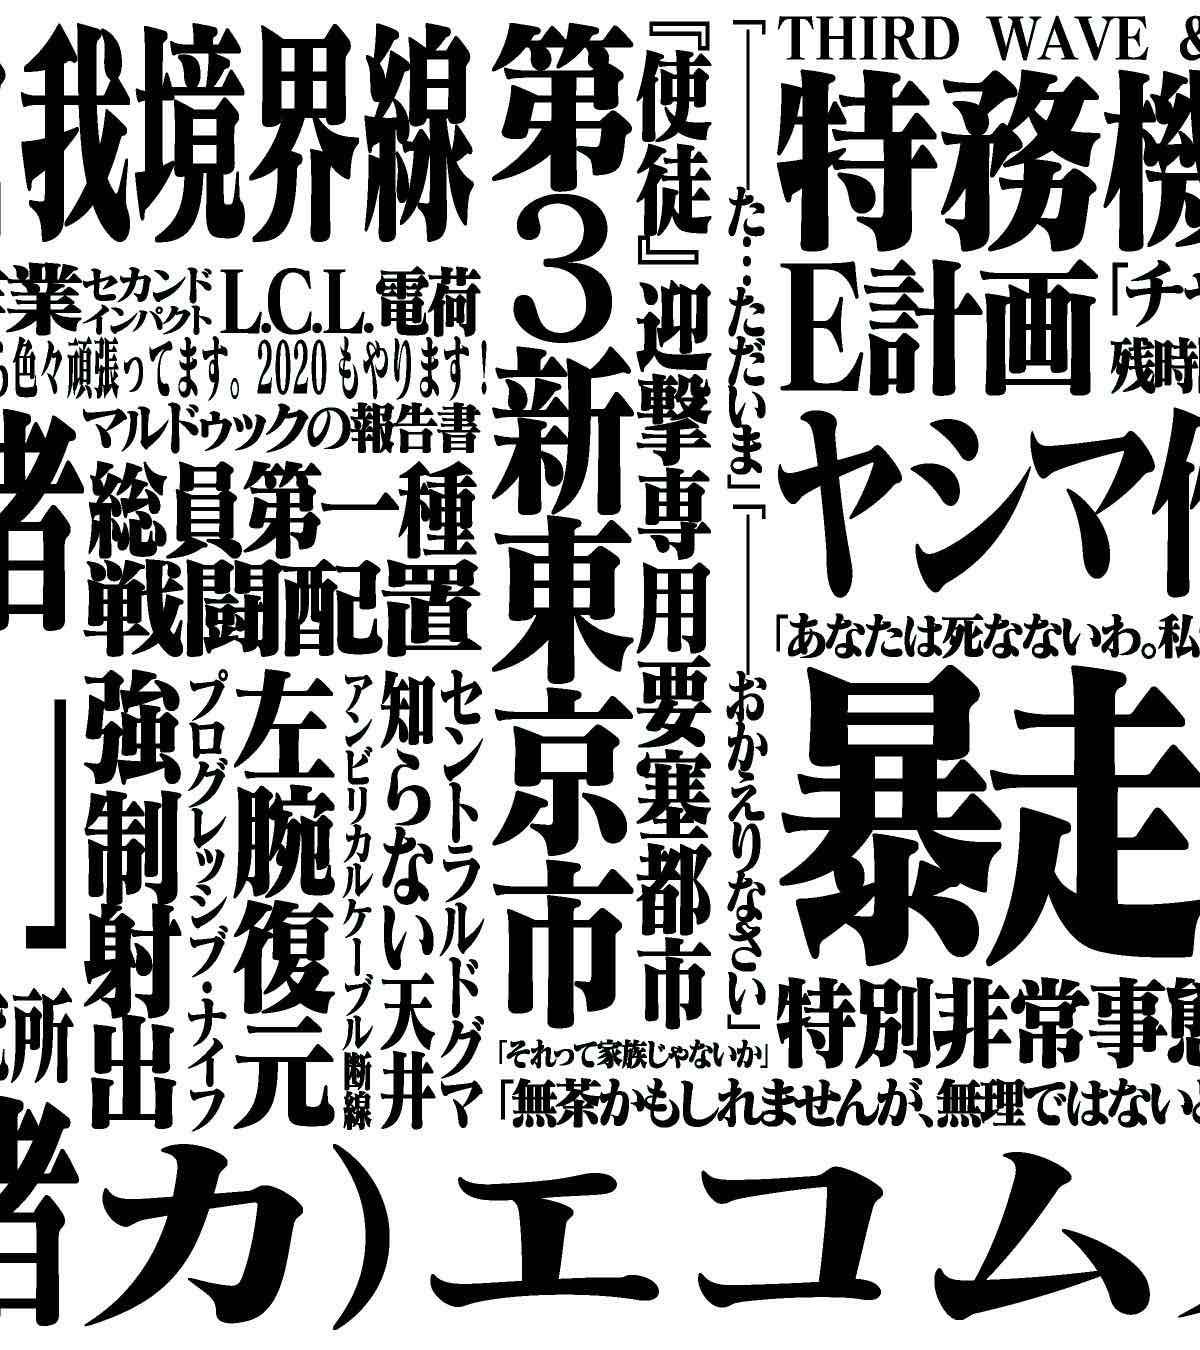 THIRD WAVE &
特務機
E計画
「チャ
残時
ヤシマ作
「あなたは死なないわ。私
暴走
特別非常事態
「――――た……ただいま」「――――おかえりなさい」
『使徒』迎撃専用要塞都市
第3新東京市
「それって家族じゃないか」
「無茶かもしれませんが、無理ではないと
我境界線
業
セカンド
インパクト
L.C.L.電荷
色々頑張ってます。2020もやります!
マルドゥックの報告書
者
総員第一種
戦闘配置
セントラルドグマ
知らない天井
アンビリカルケーブル断線
左腕復元
プログレッシブ・ナイフ
強制射出
」
所
カ)エコム